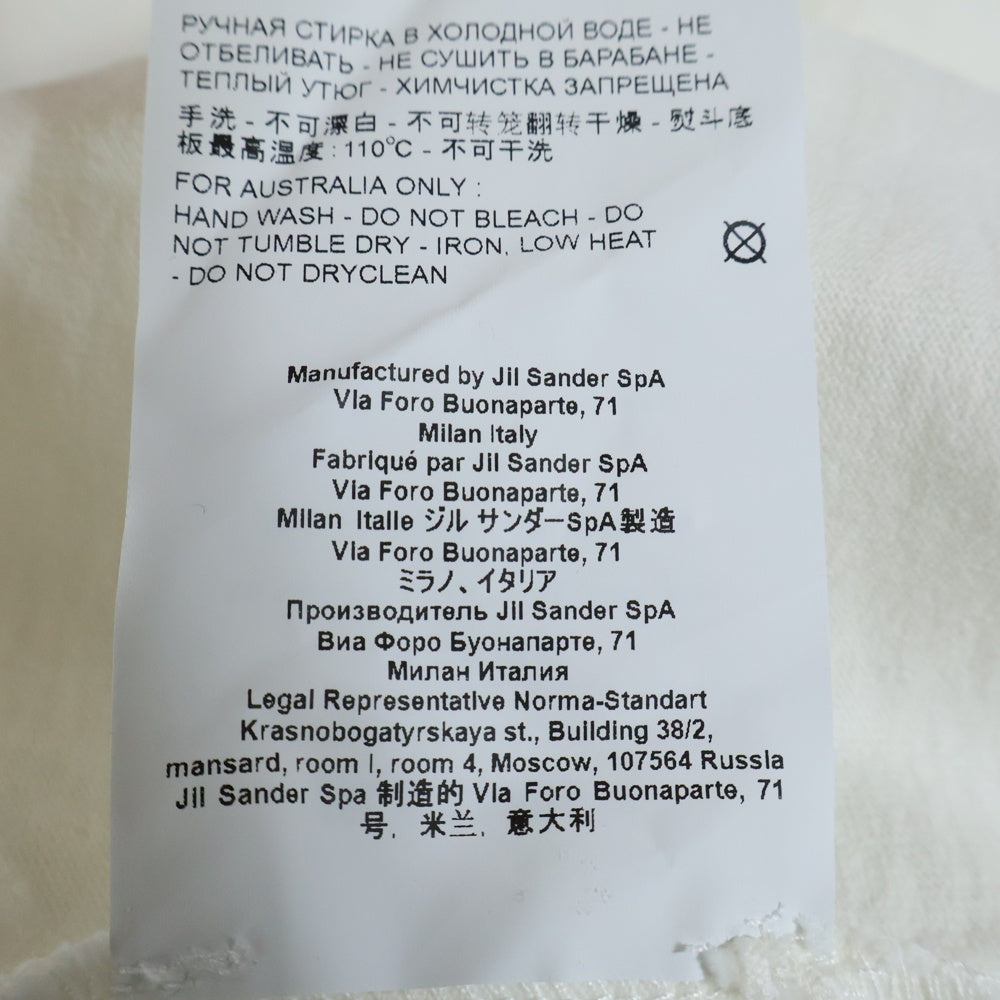 РУЧНАЯ СТИРКА В ХОЛОДНОЙ ВОДЕ - НЕ
ОТБЕЛИВАТЬ - НЕ СУШИТЬ В БАРАБАНЕ -
ТЕПЛЫЙ УТЮГ - ХИМЧИСТКА ЗАПРЕЩЕНА
手洗 - 不可漂白 - 不可转笼翻转干燥 - 熨斗底
板最高温度 : 110°C - 不可干洗
FOR AUSTRALIA ONLY :
HAND WASH - DO NOT BLEACH - DO
NOT TUMBLE DRY - IRON, LOW HEAT
- DO NOT DRYCLEAN
Manufactured by Jil Sander SpA
Via Foro Buonaparte, 71
Milan Italy
Fabriqué par Jil Sander SpA
Via Foro Buonaparte, 71
Milan Italie ジル サンダーSpA製造
Via Foro Buonaparte, 71
ミラノ、イタリア
Производитель Jil Sander SpA
Виа Форо Буонапарте, 71
Милан Италия
Legal Representative Norma-Standart
Krasnobogatyrskaya st., Building 38/2,
mansard, room I, room 4, Moscow, 107564 Russia
Jil Sander Spa 制造的 Via Foro Buonaparte, 71
号, 米兰, 意大利